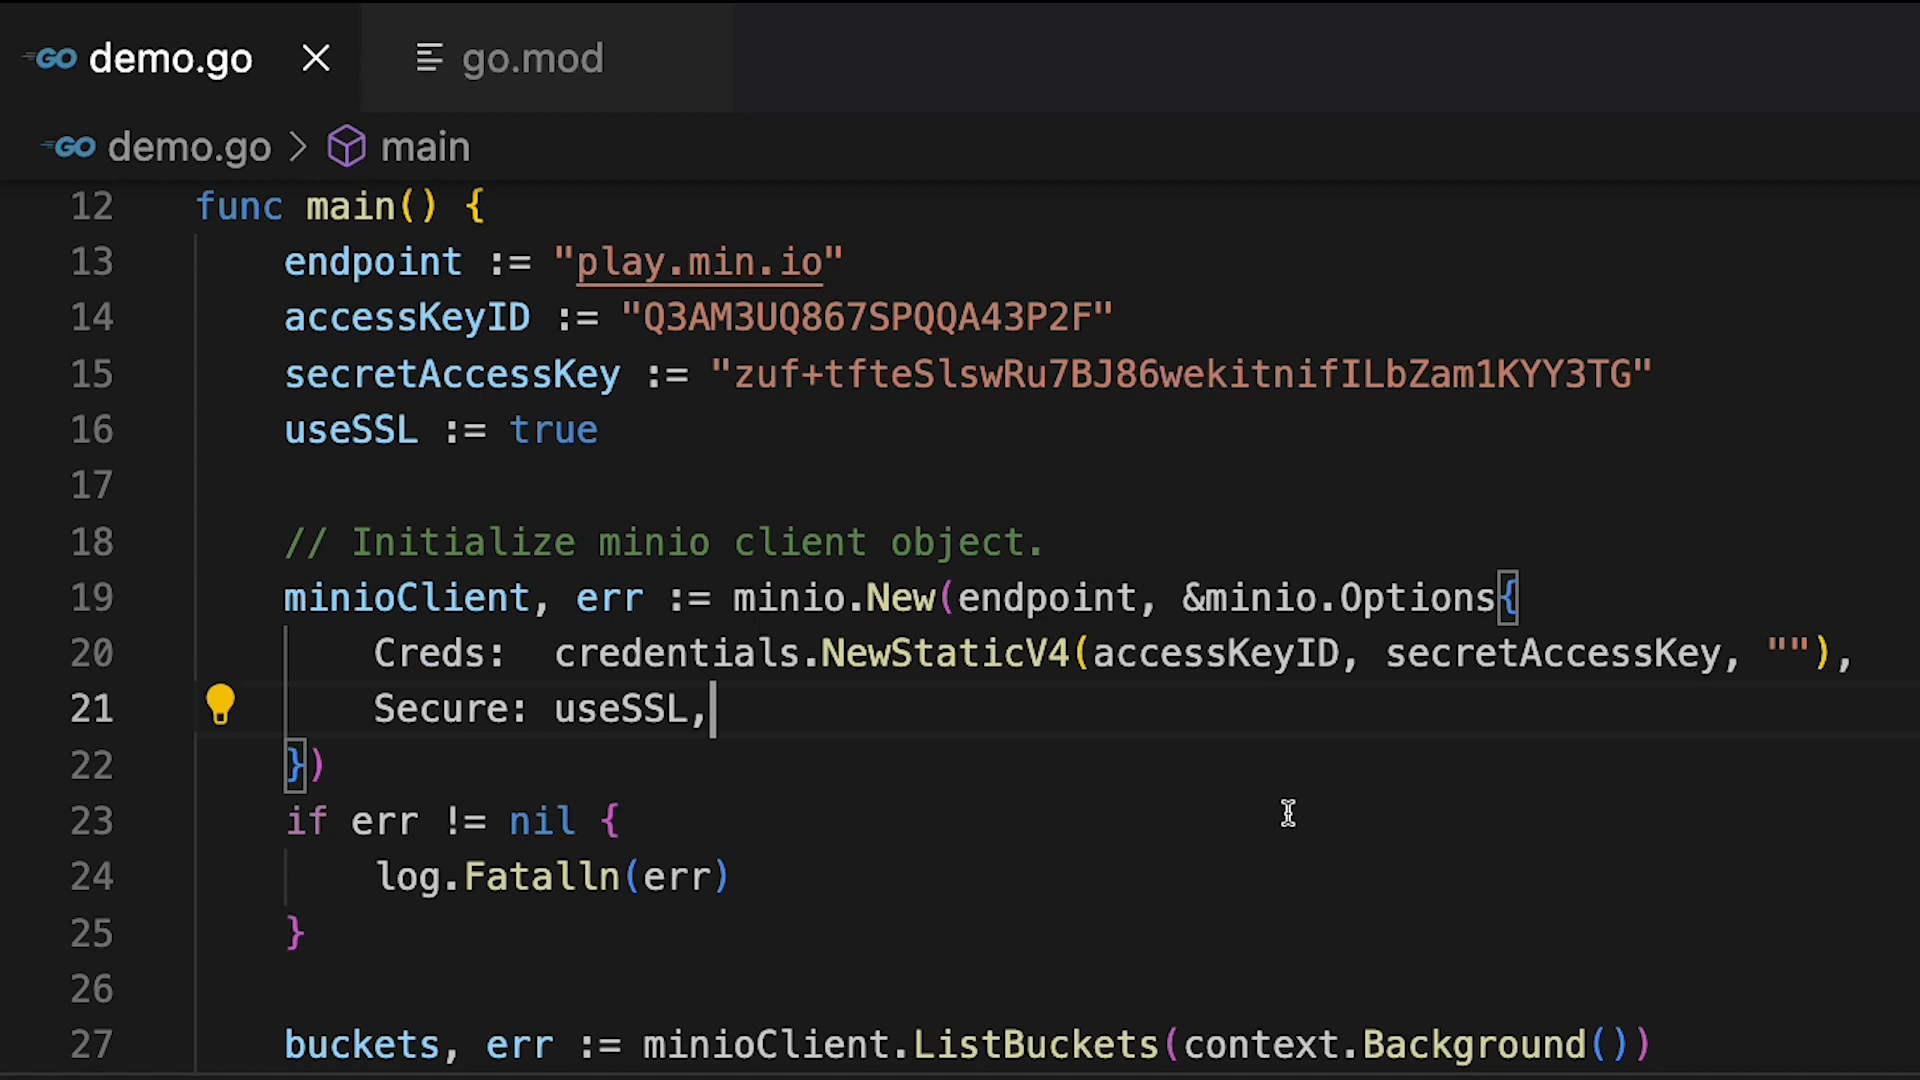 GO demo.go
go.mod
GO demo.go > main
12 func main() {
13 endpoint := "play.min.io"
14 accessKeyID := "Q3AM3UQ867SPQQA43P2F"
15 secretAccessKey := "zuf+tfteSlswRu7BJ86wekitnifILbZam1KYY3TG"
16 useSSL := true
17
18 // Initialize minio client object.
19 minioClient, err := minio.New(endpoint, &minio.Options{
20 Creds:  credentials.NewStaticV4(accessKeyID, secretAccessKey, ""),
21 Secure: useSSL,
22 })
23 if err != nil {
24 log.Fatalln(err)
25 }
26
27 buckets, err := minioClient.ListBuckets(context.Background())